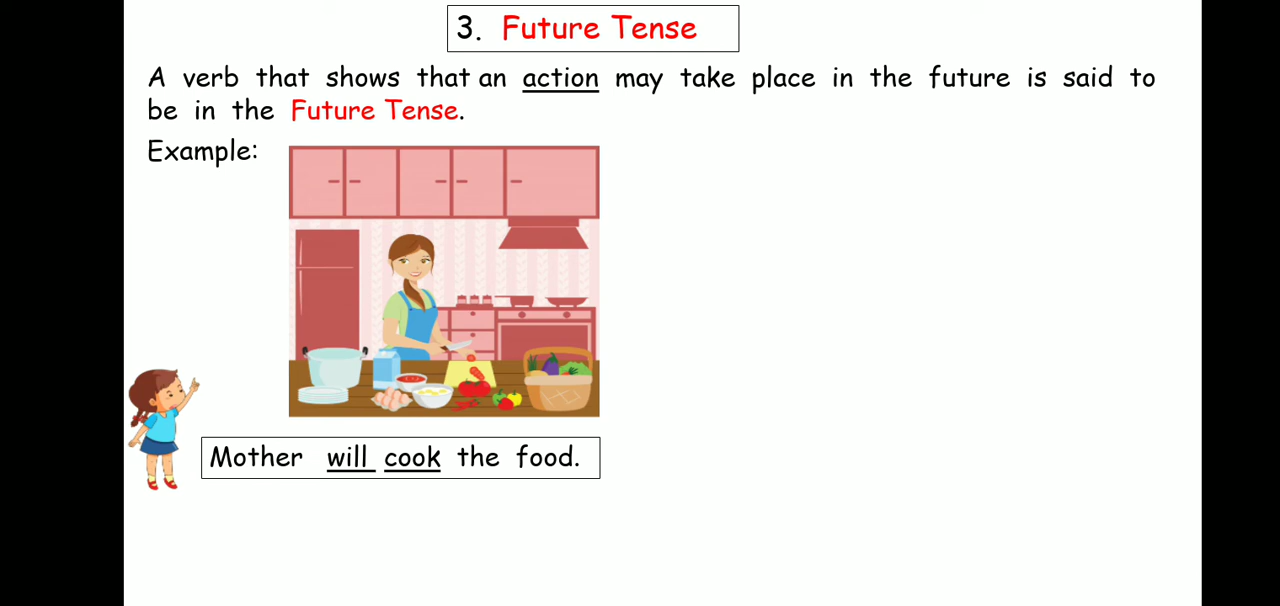 3. Future Tense
A verb that shows that an action may take place in the future is said to
be in the Future Tense.
Example:
Mother will cook the food.